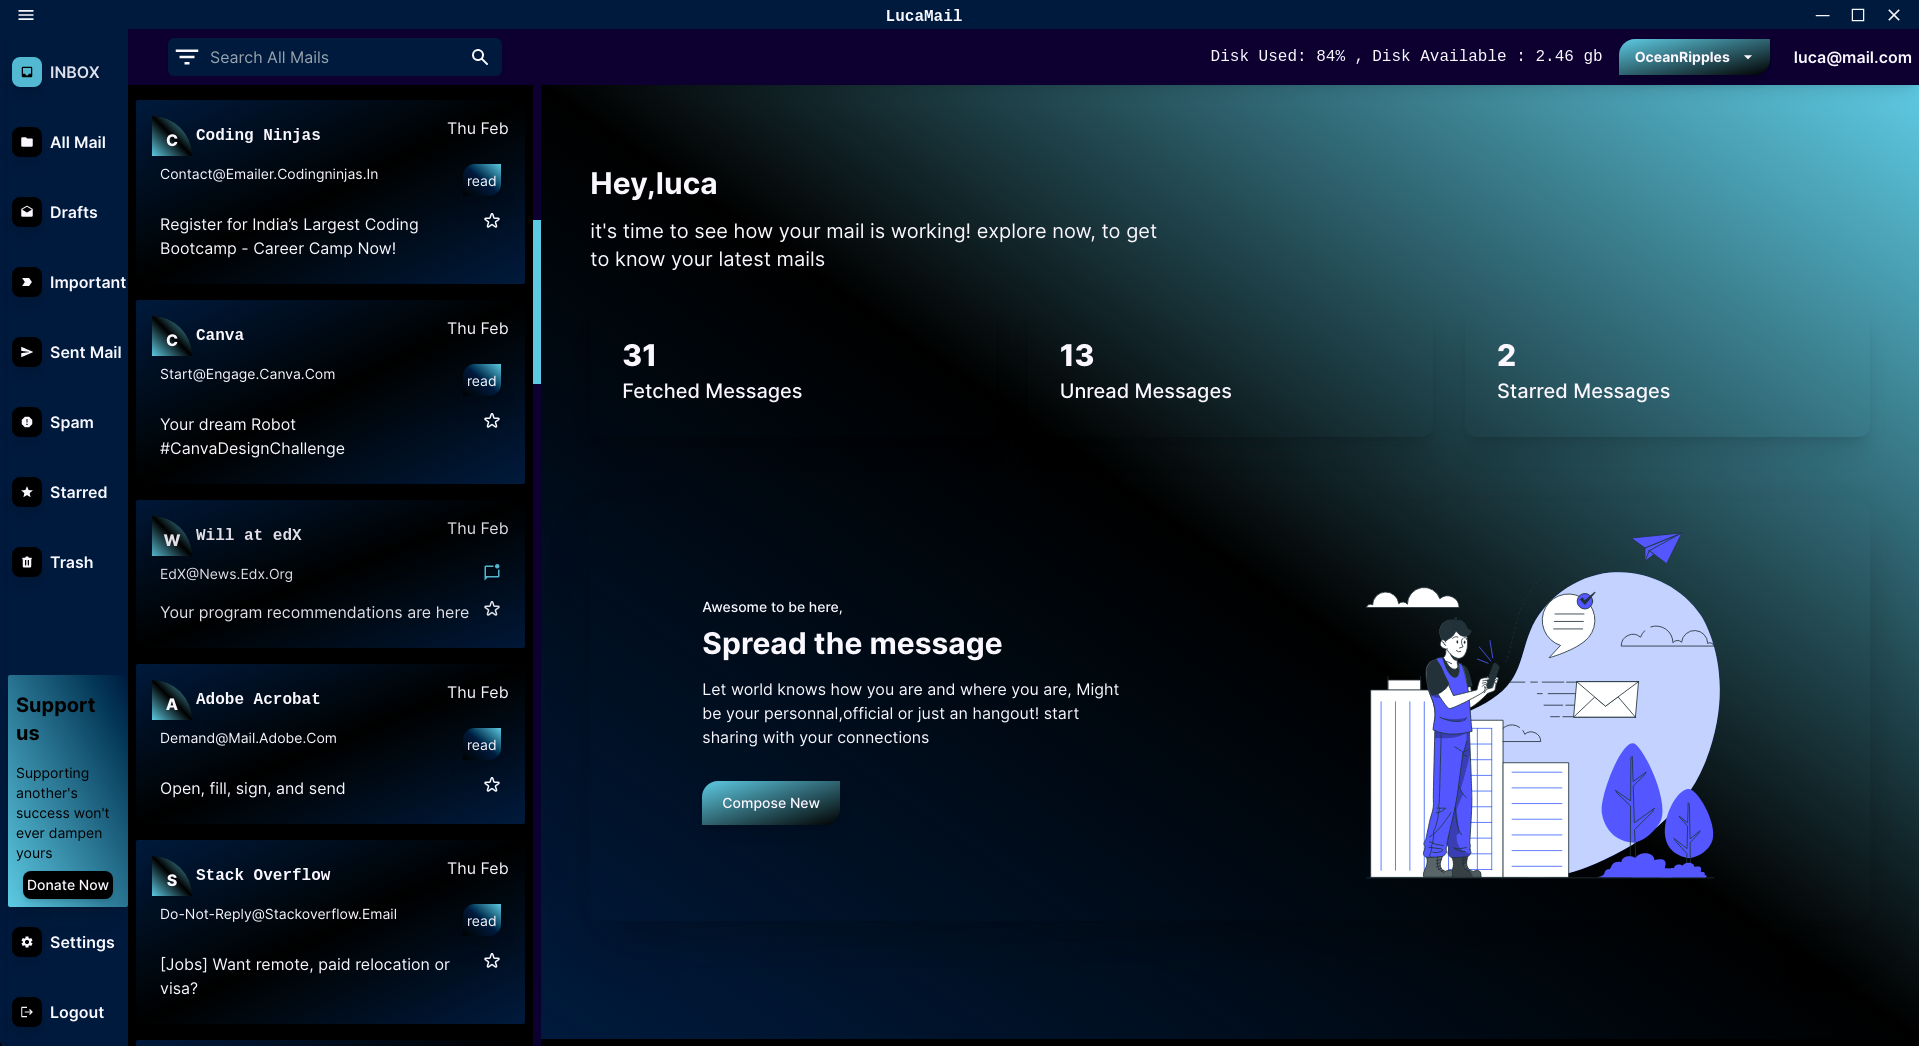 LucaMail
Search All Mails
Disk Used: 84% , Disk Available : 2.46 gb
OceanRipples
luca@mail.com
INBOX
All Mail
Drafts
Important
Sent Mail
Spam
Starred
Trash
Support
us
Supporting
another's
success won't
ever dampen
yours
Donate Now
Settings
Logout
C
Coding Ninjas
Thu Feb
Contact@Emailer.Codingninjas.In
read
Register for India’s Largest Coding
Bootcamp - Career Camp Now!
C
Canva
Thu Feb
Start@Engage.Canva.Com
read
Your dream Robot
#CanvaDesignChallenge
W
Will at edX
Thu Feb
EdX@News.Edx.Org
Your program recommendations are here
A
Adobe Acrobat
Thu Feb
Demand@Mail.Adobe.Com
read
Open, fill, sign, and send
S
Stack Overflow
Thu Feb
Do-Not-Reply@Stackoverflow.Email
read
[Jobs] Want remote, paid relocation or
visa?
Hey,luca
it's time to see how your mail is working! explore now, to get
to know your latest mails
31
Fetched Messages
13
Unread Messages
2
Starred Messages
Awesome to be here,
Spread the message
Let world knows how you are and where you are, Might
be your personnal,official or just an hangout! start
sharing with your connections
Compose New